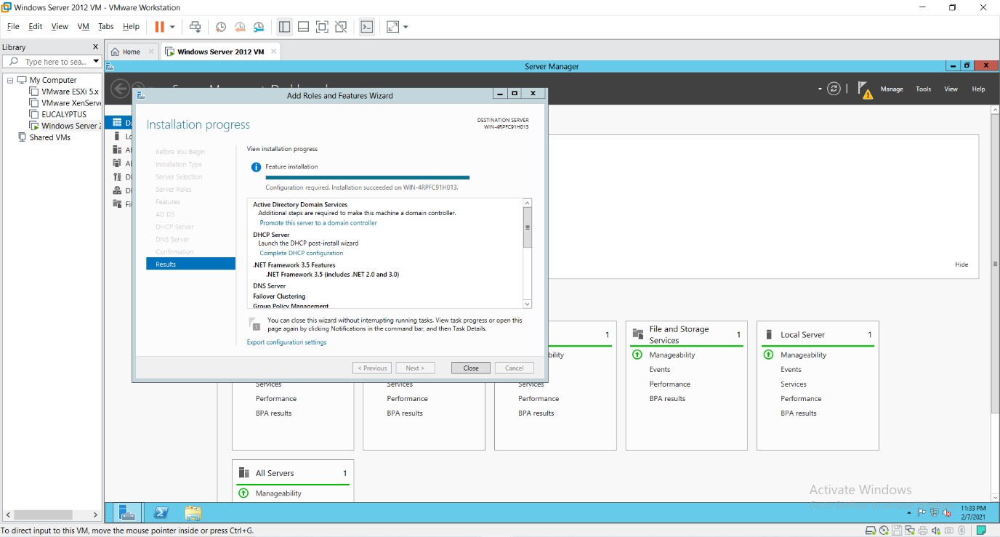 Windows Server 2012 VM - VMware Workstation
File Edit View VM Tabs Help
Library
Type here to sea...
My Computer
VMware ESXi 5.x
VMware XenServe
EUCALYPTUS
Windows Server 2
Shared VMs
Home
Windows Server 2012 VM
Server Manager
Manage Tools View Help
Add Roles and Features Wizard
Installation progress
DESTINATION SERVER
WIN-4RPFC91H013
Before You Begin
Installation Type
Server Selection
Server Roles
Features
AD DS
DHCP Server
DNS Server
Confirmation
Results
View installation progress
Feature installation
Configuration required. Installation succeeded on WIN-4RPFC91H013.
Active Directory Domain Services
Additional steps are required to make this machine a domain controller.
Promote this server to a domain controller
DHCP Server
Launch the DHCP post-install wizard
Complete DHCP configuration
.NET Framework 3.5 Features
.NET Framework 3.5 (includes .NET 2.0 and 3.0)
DNS Server
Failover Clustering
Group Policy Management
You can close this wizard without interrupting running tasks. View task progress or open this
page again by clicking Notifications in the command bar, and then Task Details.
Export configuration settings
< Previous Next > Close Cancel
Hide
1
Services
Performance
BPA results
Services
Performance
BPA results
Services
Performance
BPA results
File and Storage
Services
1
Manageability
Events
Performance
BPA results
Local Server 1
Manageability
Events
Services
Performance
BPA results
All Servers 1
Manageability
Activate Windows
11:33 PM
2/7/2021
To direct input to this VM, move the mouse pointer inside or press Ctrl+G.